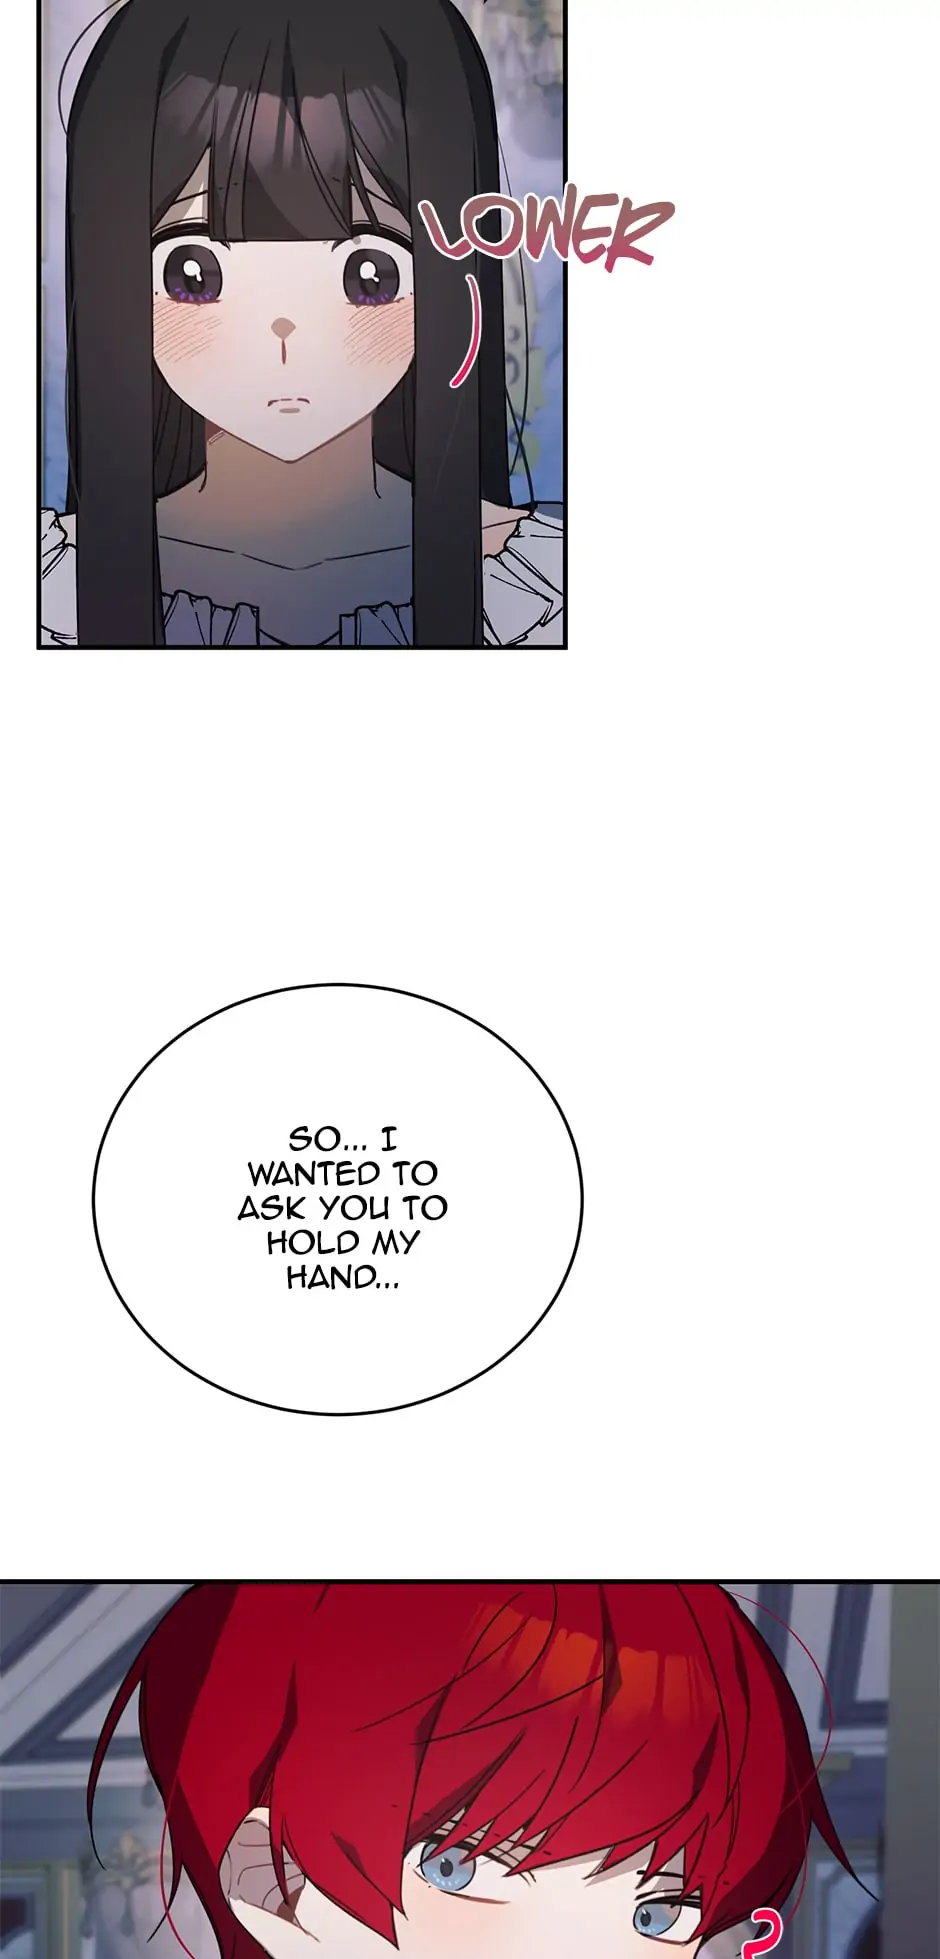 LOWER
SO... I
WANTED TO
ASK YOU TO
HOLD MY
HAND...
?